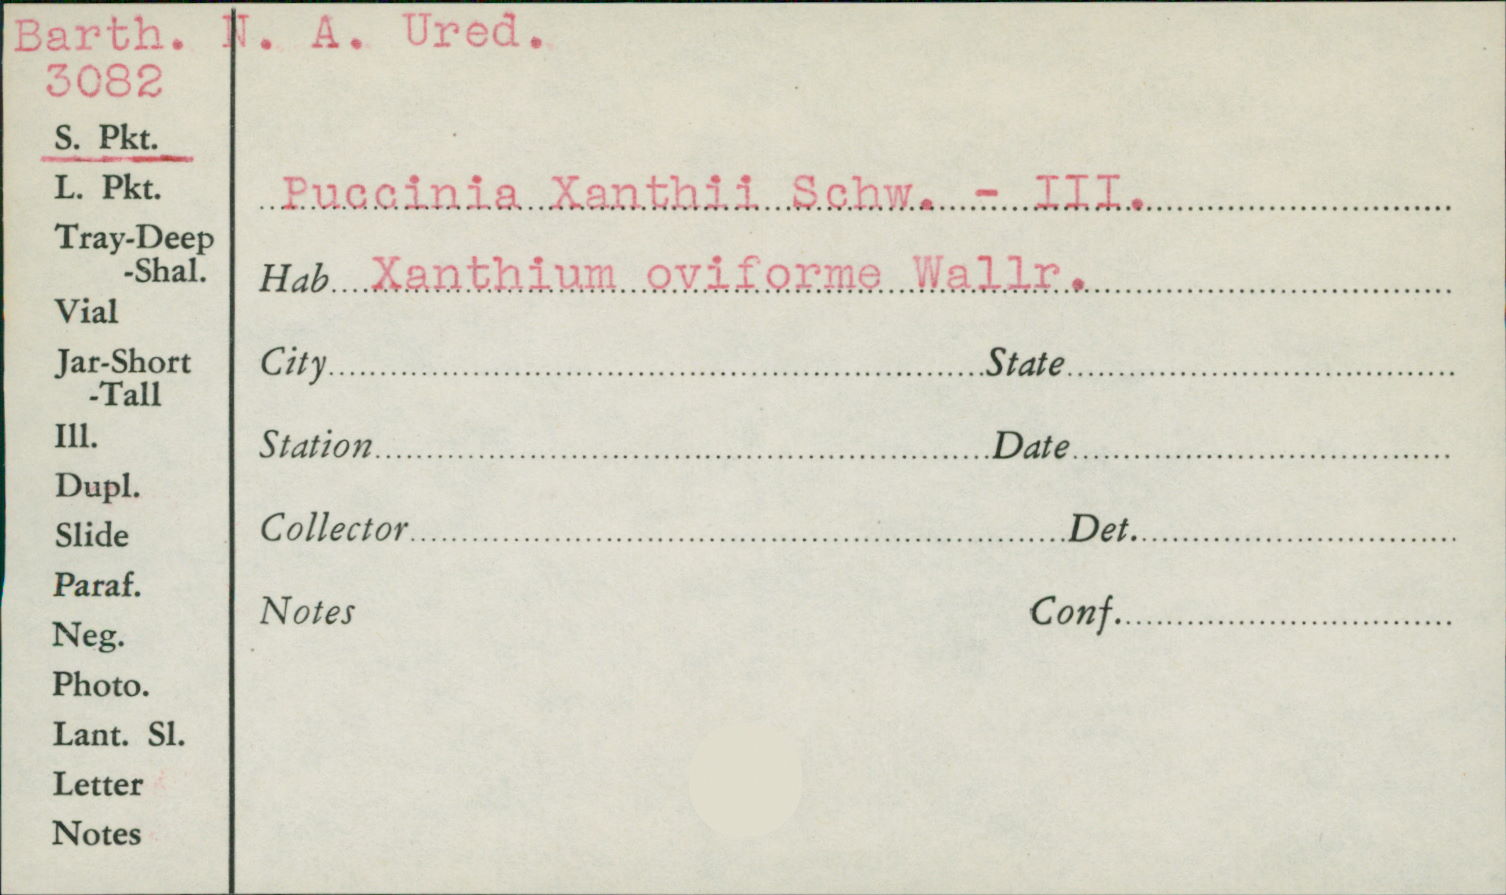 Barth. N. A. Ured.
3082
S. Pkt.
L. Pkt.
Tray-Deep
-Shal.
Vial
Jar-Short
-Tall
Ill.
Dupl.
Slide
Paraf.
Neg.
Photo.
Lant. Sl.
Letter
Notes
Puccinia Xanthii Schw. - III.
Hab Xanthium oviforme Wallr.
City State
Station Date
Collector Det.
Notes Conf.